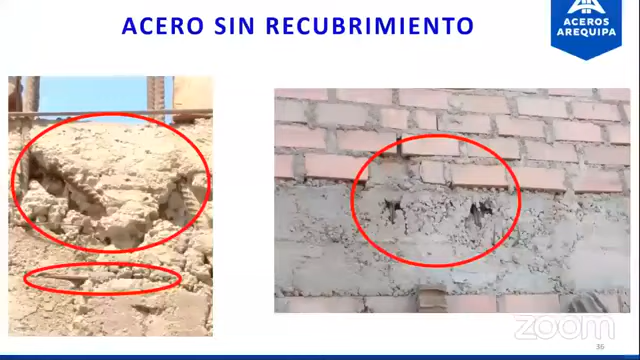 ACERO SIN RECUBRIMIENTO
ACEROS
AREQUIPA
zoom
36